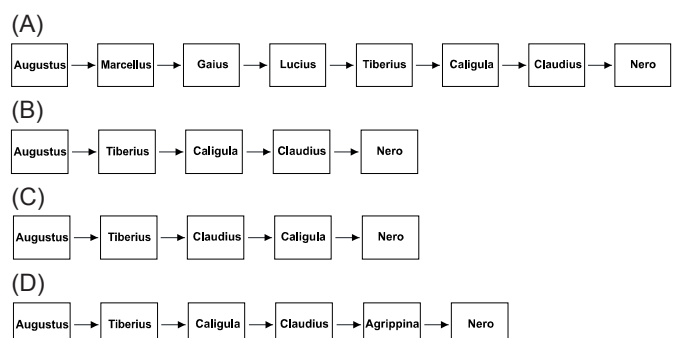 (A)
Augustus Marcellus Gaius Lucius Tiberius Caligula Claudius Nero
(B)
Augustus Tiberius Caligula Claudius Nero
(C)
Augustus Tiberius Claudius Caligula Nero
(D)
Augustus Tiberius Caligula Claudius Agrippina Nero